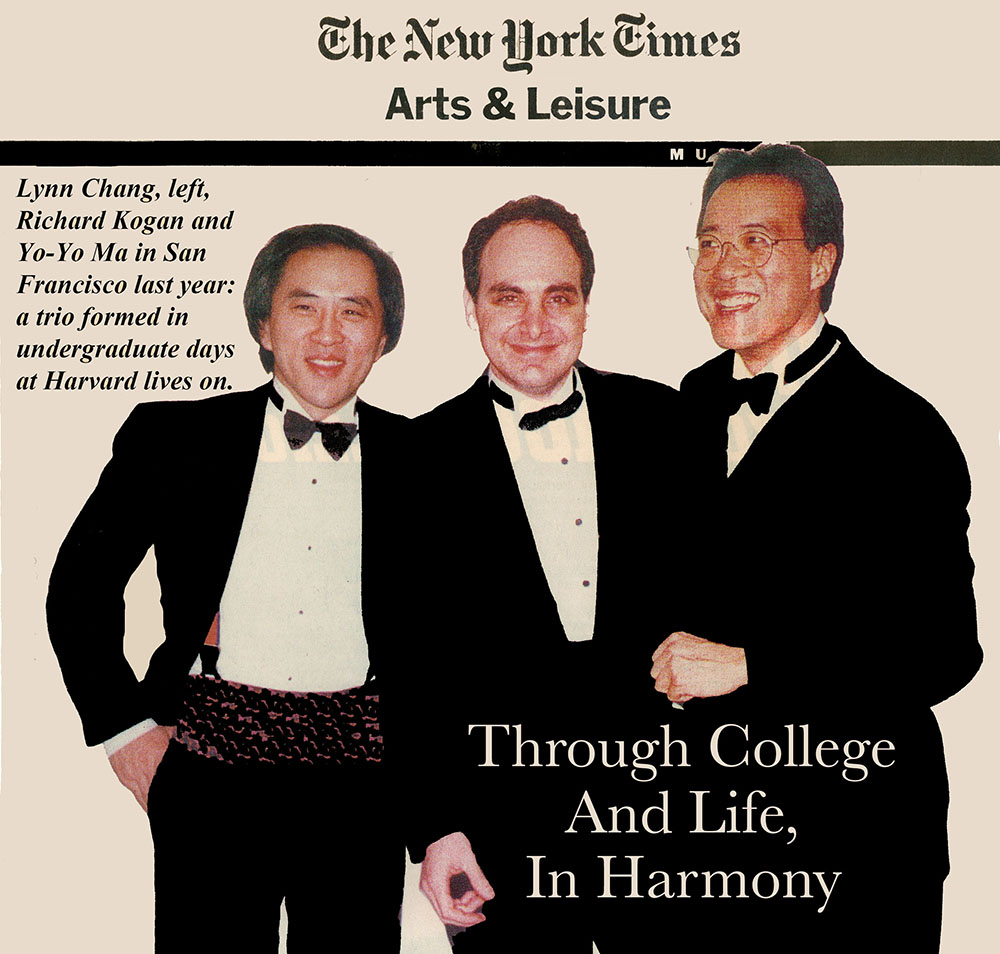 The New York Times
Arts & Leisure
Lynn Chang, left,
Richard Kogan and
Yo-Yo Ma in San
Francisco last year:
a trio formed in
undergraduate days
at Harvard lives on.
Through College
And Life,
In Harmony